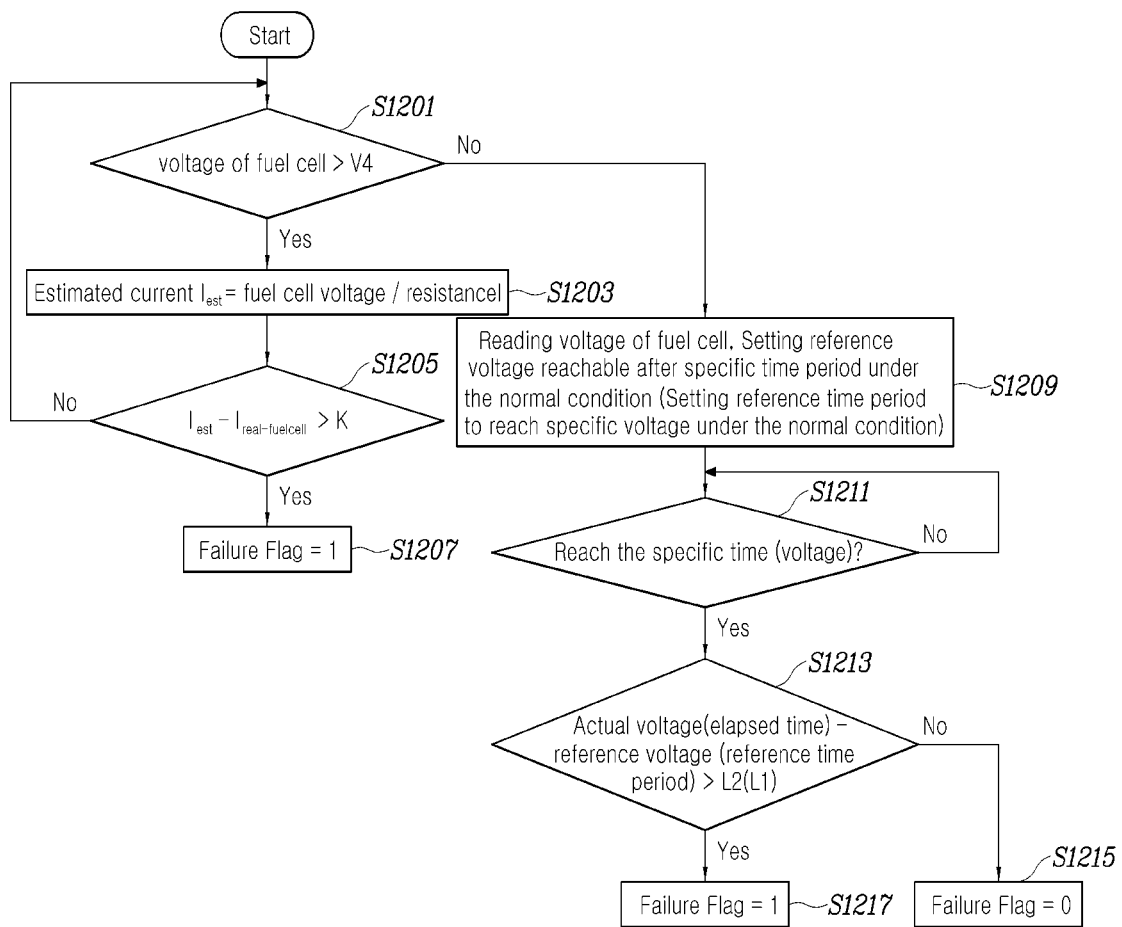 Start
S1201
voltage of fuel cell > V4
No
Yes
Estimated current Iest = fuel cell voltage / resistancel
S1203
S1205
No
Iest – Ireal-fuelcell > K
Yes
Failure Flag = 1
S1207
Reading voltage of fuel cell, Setting reference
voltage reachable after specific time period under
the normal condition (Setting reference time period
to reach specific voltage under the normal condition)
S1209
S1211
Reach the specific time (voltage)?
No
Yes
S1213
Actual voltage(elapsed time) –
reference voltage (reference time
period) > L2(L1)
No
Yes
S1215
Failure Flag = 1
S1217
Failure Flag = 0